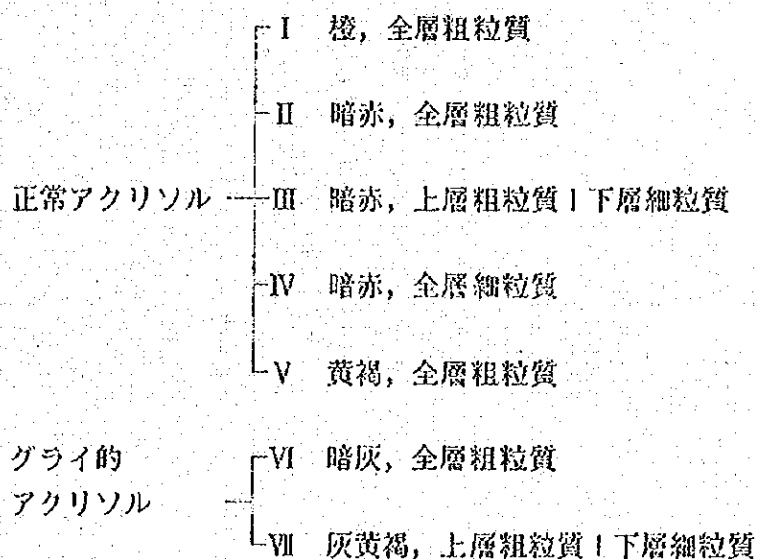 I 橙，全層粗粒質
II 暗赤，全層粗粒質
正常アクリソル III 暗赤，上層粗粒質 | 下層細粒質
IV 暗赤，全層細粒質
V 黄褐，全層粗粒質
グライ的 VI 暗灰，全層粗粒質
アクリソル
VII 灰黄褐，上層粗粒質 | 下層細粒質